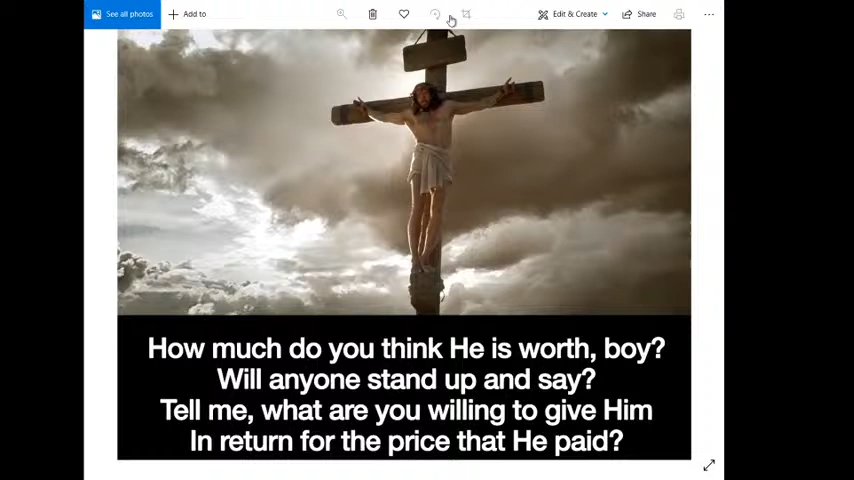 See all photos
Add to
Edit & Create
Share
How much do you think He is worth, boy?
Will anyone stand up and say?
Tell me, what are you willing to give Him
In return for the price that He paid?